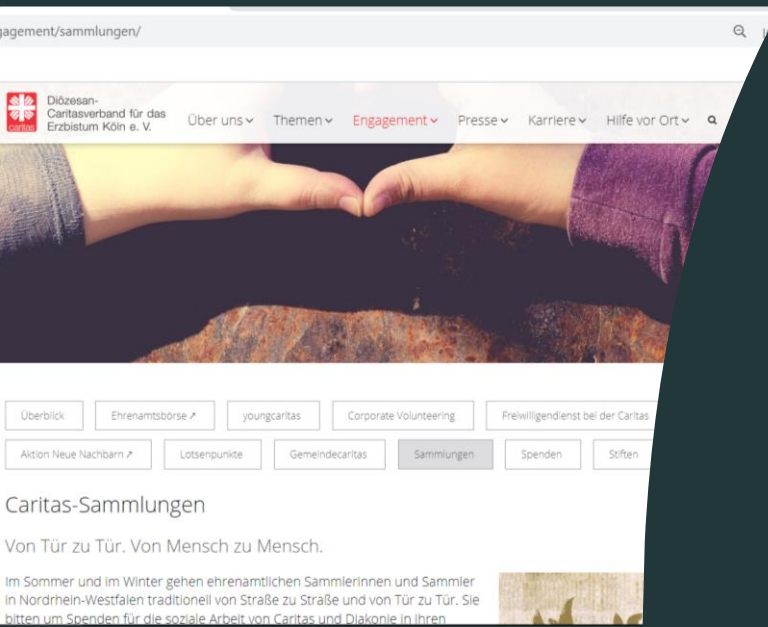 gagement/sammlungen/
Diözesan-
Caritasverband für das
Erzbistum Köln e. V.
caritas
Über uns Themen Engagement Presse Karriere Hilfe vor Ort
Überblick Ehrenamtsbörse youngcaritas Corporate Volunteering Freiwilligendienst bei der Caritas
Aktion Neue Nachbarn Lotsenpunkte Gemeindecaritas Sammlungen Spenden Stiften
Caritas-Sammlungen
Von Tür zu Tür. Von Mensch zu Mensch.
Im Sommer und im Winter gehen ehrenamtlichen Sammlerinnen und Sammler
in Nordrhein-Westfalen traditionell von Straße zu Straße und von Tür zu Tür. Sie
bitten um Spenden für die soziale Arbeit von Caritas und Diakonie in ihren